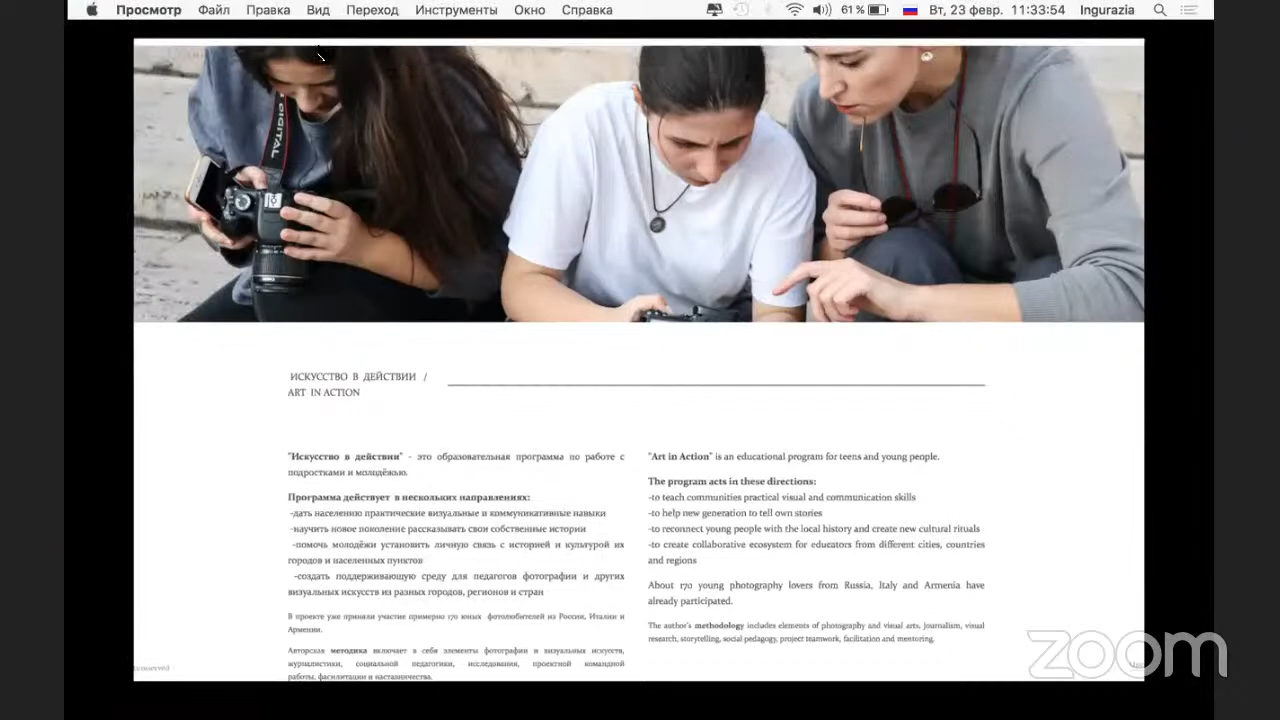 Просмотр Файл Правка Вид Переход Инструменты Окно Справка 61 % Вт, 23 февр. 11:33:54 Ingurazia
DIGITAL
ИСКУССТВО В ДЕЙСТВИИ /
ART IN ACTION
"Искусство в действии" - это образовательная программа по работе с
подростками и молодёжью.
Программа действует в нескольких направлениях:
-дать населению практические визуальные и коммуникативные навыки
-научить новое поколение рассказывать свои собственные истории
-помочь молодёжи установить личную связь с историей и культурой их
городов и населенных пунктов
-создать поддерживающую среду для педагогов фотографии и других
визуальных искусств из разных городов, регионов и стран
В проекте уже приняли участие примерно 170 юных фотолюбителей из России, Италии и
Армении.
Авторская методика включает в себя элементы фотографии и визуальных искусств,
журналистики, социальной педагогики, исследования, проектной командной
работы, фасилитации и наставничества.
"Art in Action" is an educational program for teens and young people.
The program acts in these directions:
-to teach communities practical visual and communication skills
-to help new generation to tell own stories
-to reconnect young people with the local history and create new cultural rituals
-to create collaborative ecosystem for educators from different cities, countries
and regions
About 170 young photography lovers from Russia, Italy and Armenia have
already participated.
The author's methodology includes elements of photography and visual arts, journalism, visual
research, storytelling, social pedagogy, project teamwork, facilitation and mentoring.
zoom